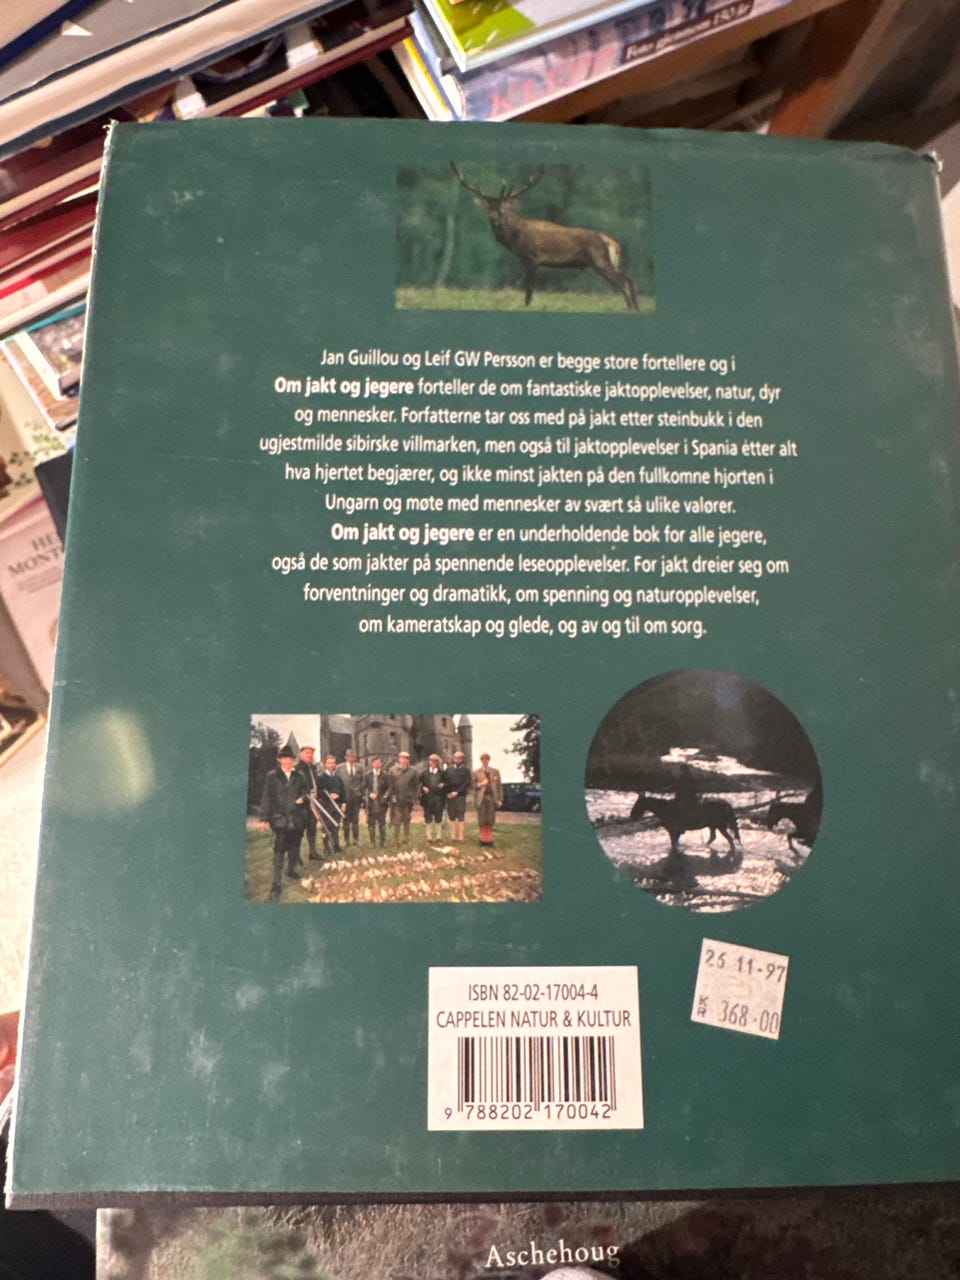 Foto gjennom 150 år
Jan Guillou og Leif GW Persson er begge store fortellere og i
Om jakt og jegere forteller de om fantastiske jaktopplevelser, natur, dyr
og mennesker. Forfatterne tar oss med på jakt etter steinbukk i den
ugjestmilde sibirske villmarken, men også til jaktopplevelser i Spania etter alt
hva hjertet begjærer, og ikke minst jakten på den fullkomne hjorten i
Ungarn og møte med mennesker av svært så ulike valører.
Om jakt og jegere er en underholdende bok for alle jegere,
også de som jakter på spennende leseopplevelser. For jakt dreier seg om
forventninger og dramatikk, om spenning og naturopplevelser,
om kameratskap og glede, og av og til om sorg.
26 11-97
KR 368.00
ISBN 82-02-17004-4
CAPPELEN NATUR & KULTUR
9 788202 170042
Aschehoug